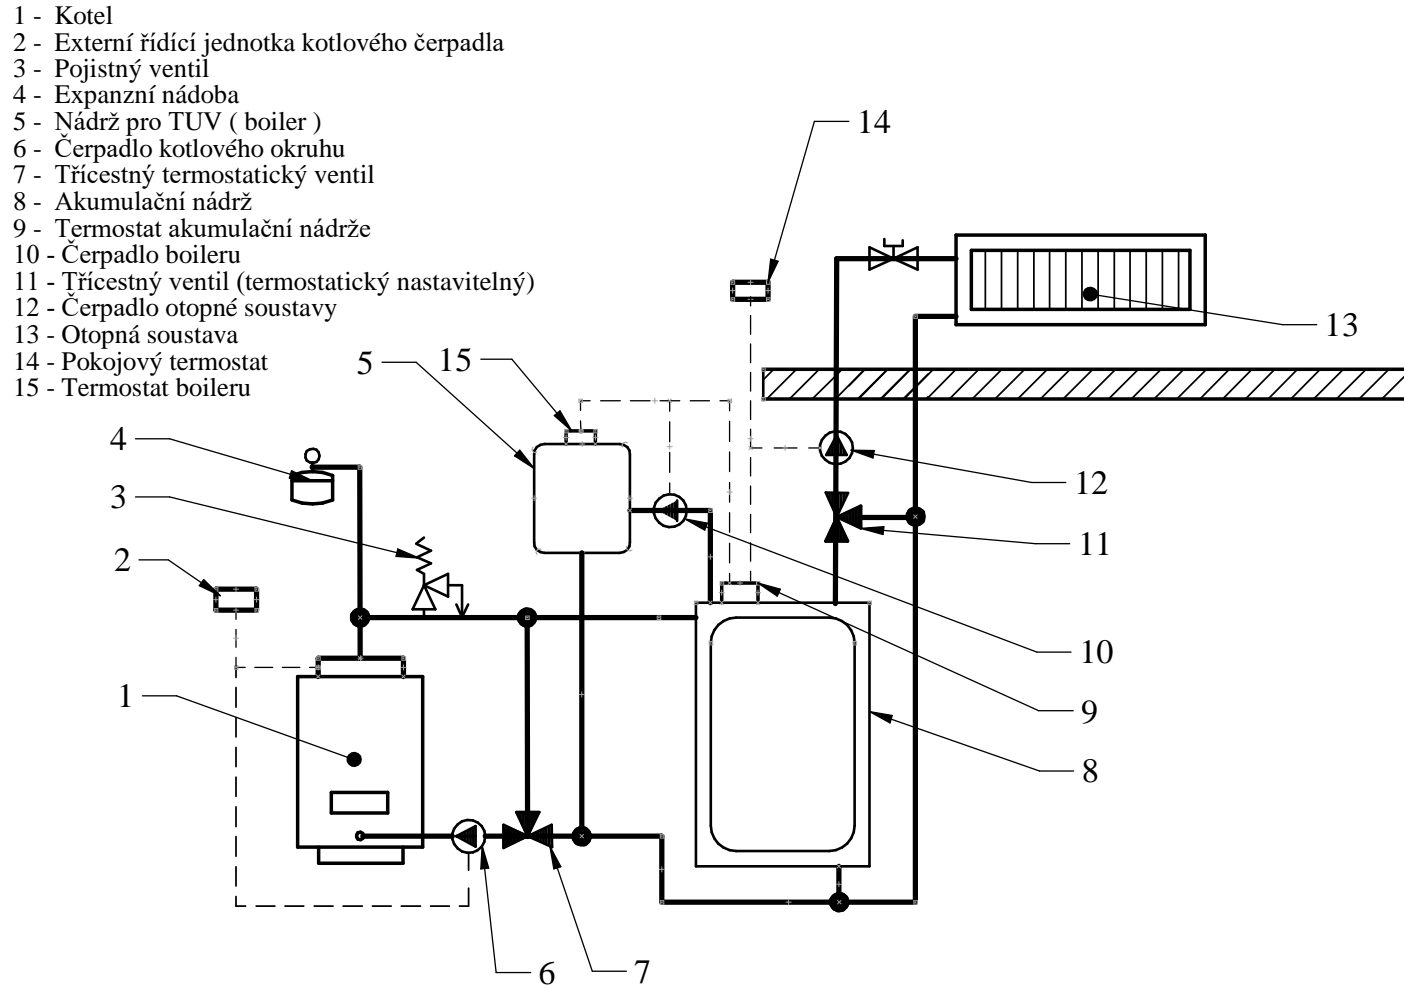 1 - Kotel
2 - Externí řídící jednotka kotlového čerpadla
3 - Pojistný ventil
4 - Expanzní nádoba
5 - Nádrž pro TUV ( boiler )
6 - Čerpadlo kotlového okruhu
7 - Třícestný termostatický ventil
8 - Akumulační nádrž
9 - Termostat akumulační nádrže
10 - Čerpadlo boileru
11 - Třícestný ventil (termostatický nastavitelný)
12 - Čerpadlo otopné soustavy
13 - Otopná soustava
14 - Pokojový termostat
15 - Termostat boileru
14
13
5
15
4
3
12
11
2
10
1
9
8
6
7